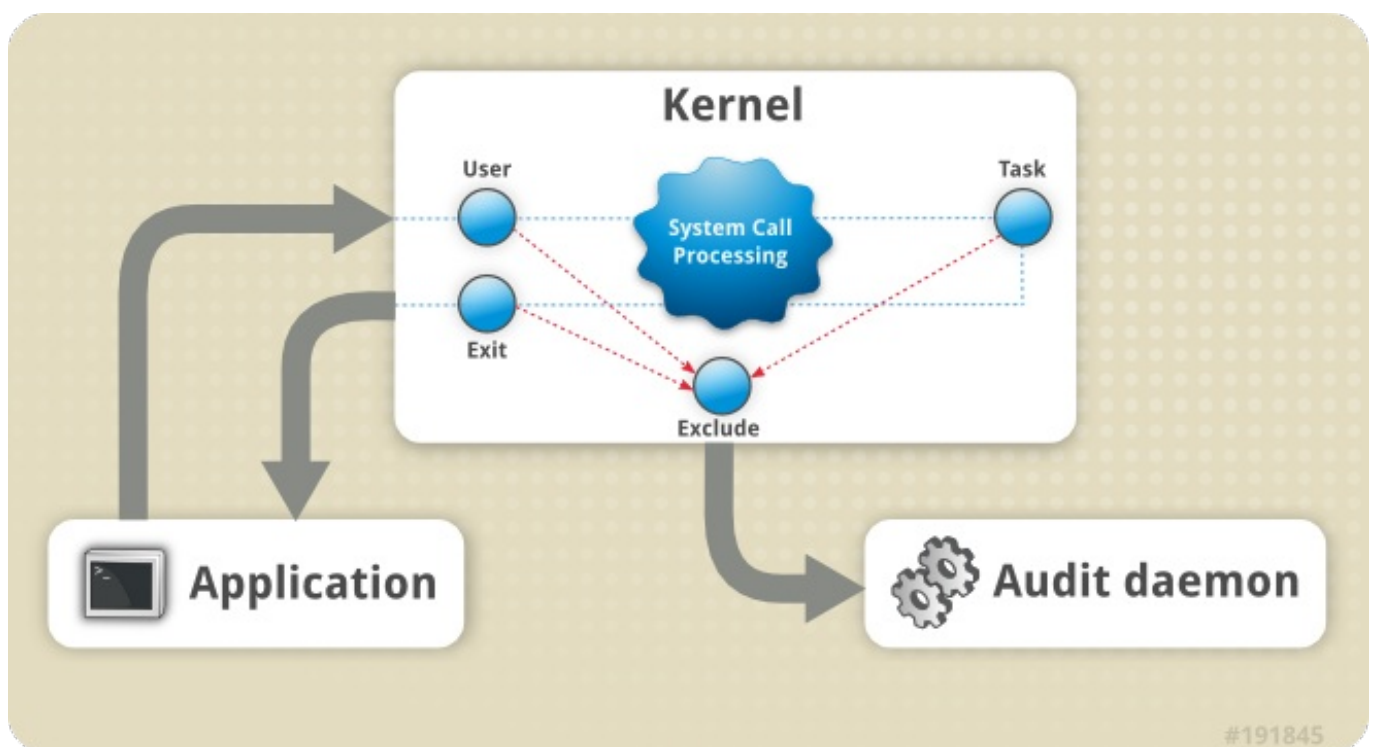 Kernel
User
Task
System Call
Processing
Exit
Exclude
>_
Application
Audit daemon
#191845